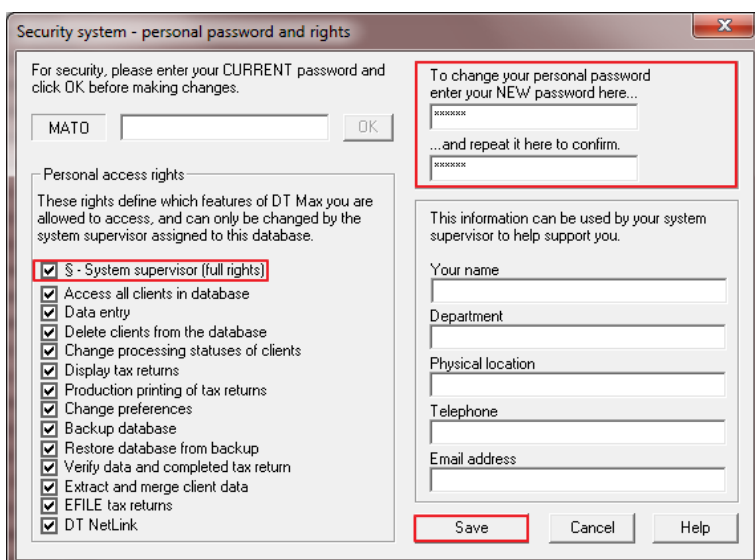 Security system - personal password and rights
For security, please enter your CURRENT password and
click OK before making changes.
MATO
OK
Personal access rights
These rights define which features of DT Max you are
allowed to access, and can only be changed by the
system supervisor assigned to this database.
§ - System supervisor (full rights)
Access all clients in database
Data entry
Delete clients from the database
Change processing statuses of clients
Display tax returns
Production printing of tax returns
Change preferences
Backup database
Restore database from backup
Verify data and completed tax return
Extract and merge client data
EFILE tax returns
DT NetLink
To change your personal password
enter your NEW password here...
××××××
...and repeat it here to confirm.
××××××
This information can be used by your system
supervisor to help support you.
Your name
Department
Physical location
Telephone
Email address
Save
Cancel
Help